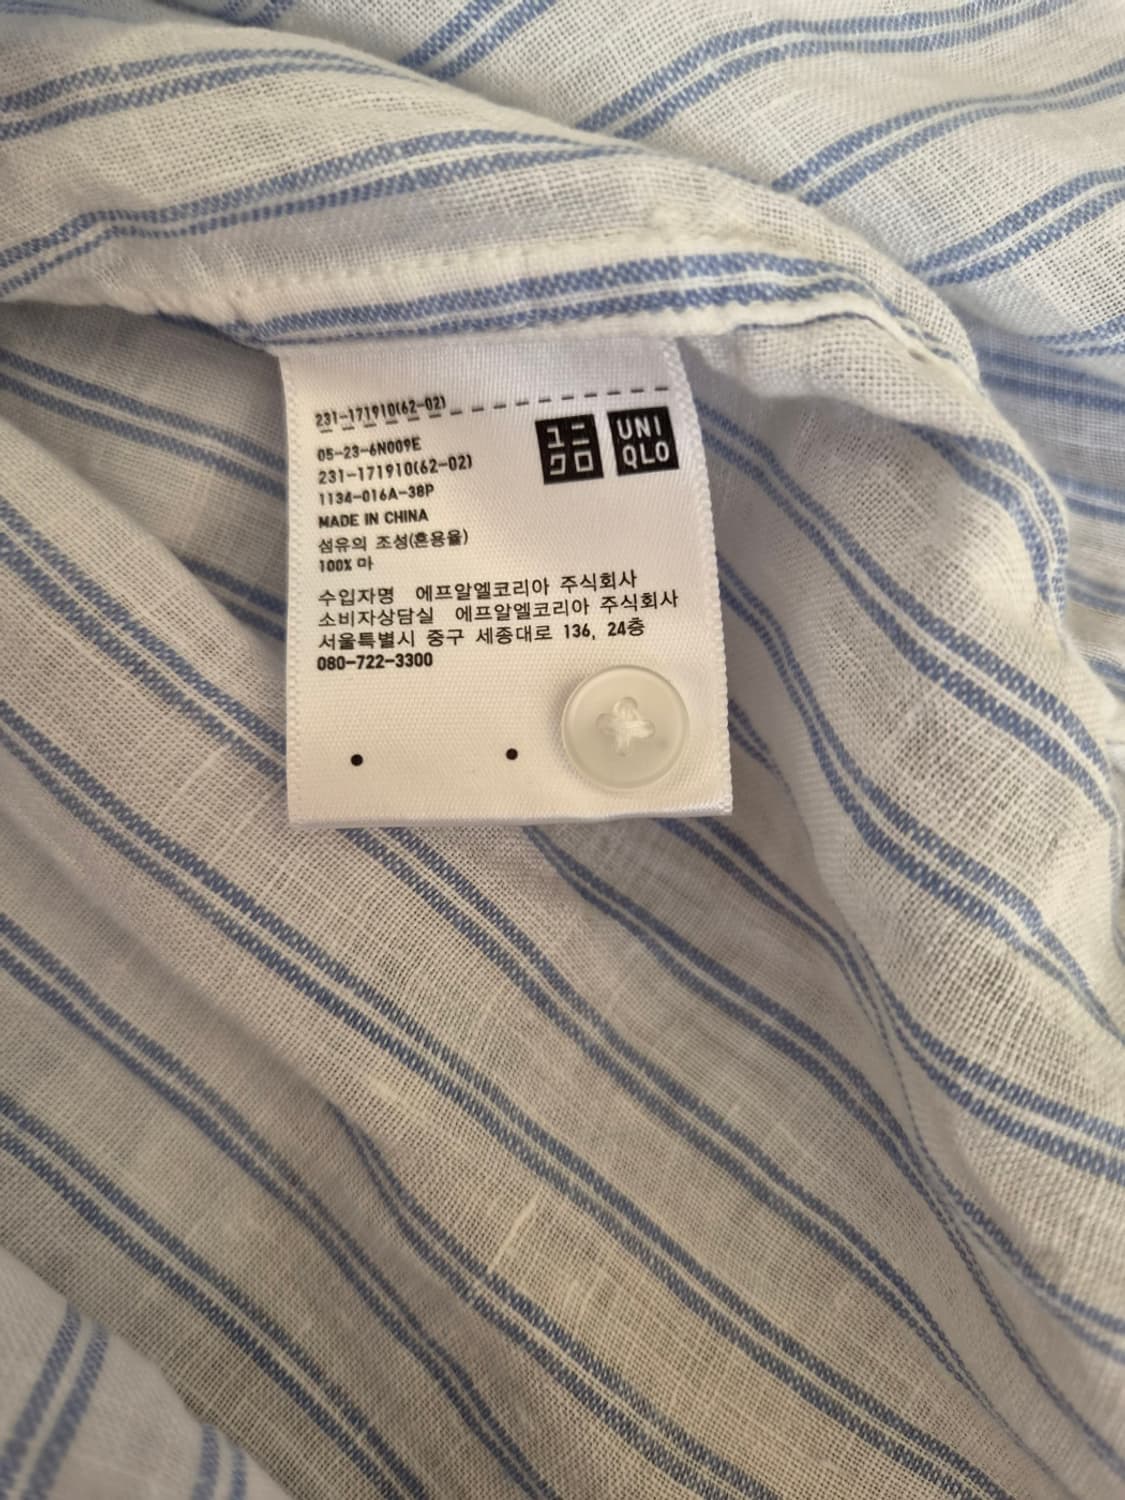 231-171910(62-02)
05-23-6N009E
231-171910(62-02)
1134-016A-38P
MADE IN CHINA
섬유의 조성(혼용율)
100% 마
수입자명 에프알엘코리아 주식회사
소비자상담실 에프알엘코리아 주식회사
서울특별시 중구 세종대로 136, 24층
080-722-3300
ユニ
クロ
UNI
QLO